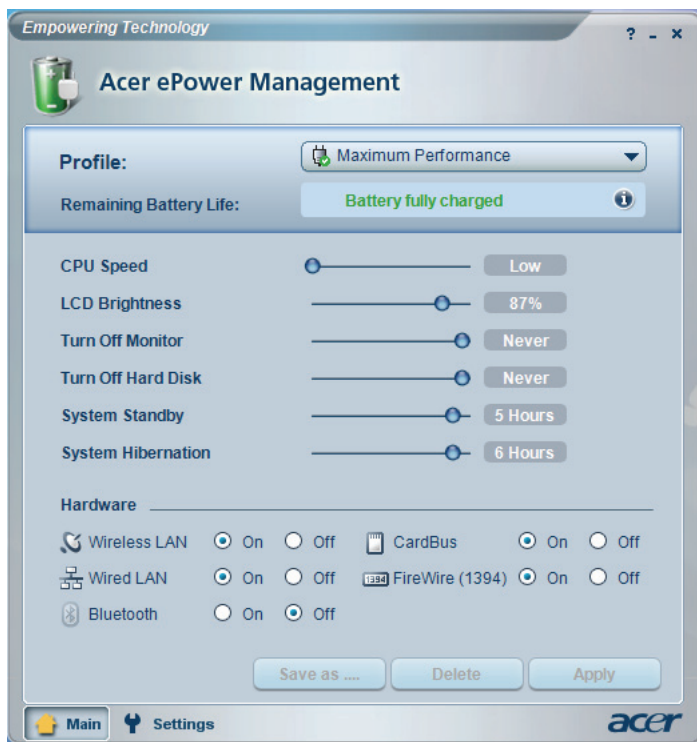 Empowering Technology
? - x
Acer ePower Management
Profile: Maximum Performance
Remaining Battery Life: Battery fully charged
CPU Speed Low
LCD Brightness 87%
Turn Off Monitor Never
Turn Off Hard Disk Never
System Standby 5 Hours
System Hibernation 6 Hours
Hardware
Wireless LAN On Off CardBus On Off
Wired LAN On Off 1394 FireWire (1394) On Off
Bluetooth On Off
Save as .... Delete Apply
Main Settings acer